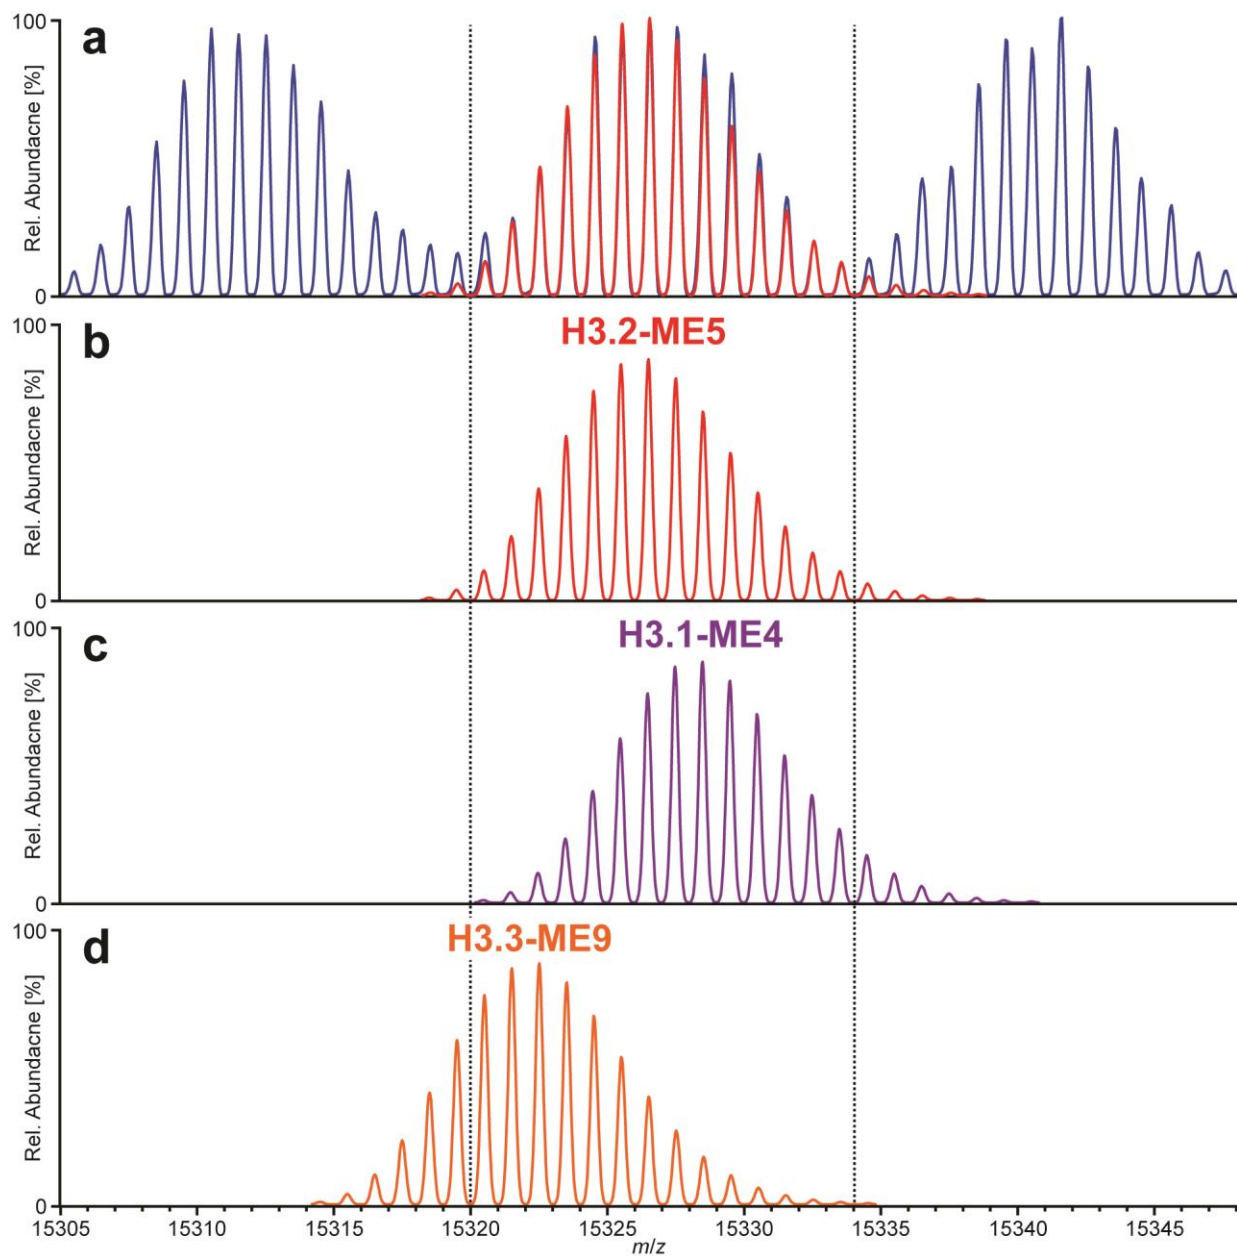 a
100
Rel. Abundacne [%]
0
b
H3.2-ME5
100
Rel. Abundacne [%]
0
c
H3.1-ME4
100
Rel. Abundacne [%]
0
d
H3.3-ME9
100
Rel. Abundacne [%]
0
15305 15310 15315 15320 15325 15330 15335 15340 15345
m/z